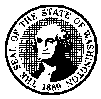 THE SEAL OF THE STATE OF WASHINGTON
1889